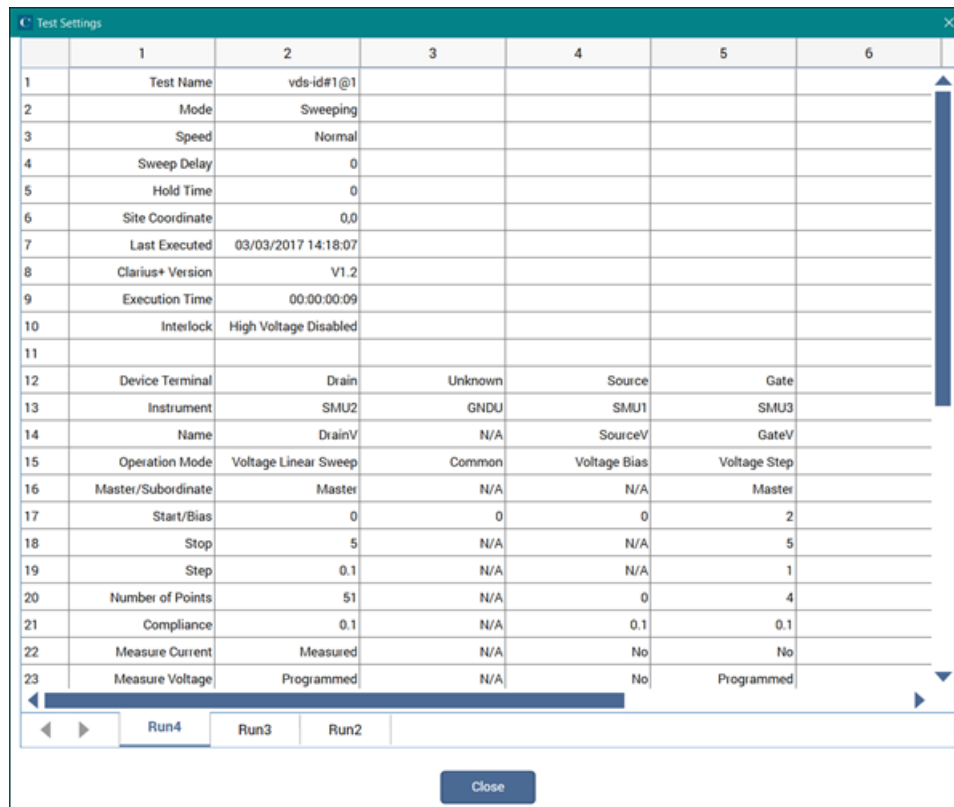 C Test Settings
1 2 3 4 5 6
1 Test Name vds-id#1@1
2 Mode Sweeping
3 Speed Normal
4 Sweep Delay 0
5 Hold Time 0
6 Site Coordinate 0,0
7 Last Executed 03/03/2017 14:18:07
8 Clarius+ Version V1.2
9 Execution Time 00:00:00:09
10 Interlock High Voltage Disabled
11
12 Device Terminal Drain Unknown Source Gate
13 Instrument SMU2 GNDU SMU1 SMU3
14 Name DrainV N/A SourceV GateV
15 Operation Mode Voltage Linear Sweep Common Voltage Bias Voltage Step
16 Master/Subordinate Master N/A N/A Master
17 Start/Bias 0 0 0 2
18 Stop 5 N/A N/A 5
19 Step 0.1 N/A N/A 1
20 Number of Points 51 N/A 0 4
21 Compliance 0.1 N/A 0.1 0.1
22 Measure Current Measured N/A No No
23 Measure Voltage Programmed N/A No Programmed
Run4 Run3 Run2
Close